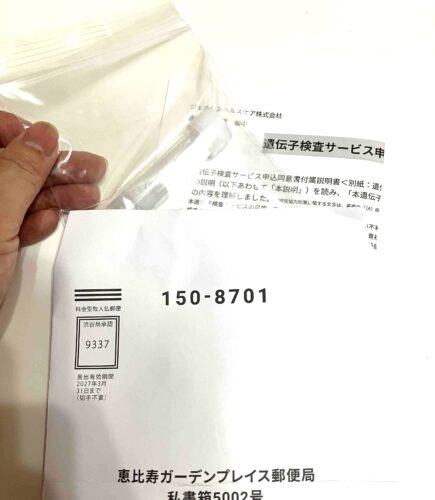 ヘルスケア株式会社
御中
遺伝子検査サービス申
伝子検査サービス申込同意書付属説明書<別紙：遺伝
説明（以下あわせて「本説明」）を読み、「本遺伝子
の内容を理解しました。
150-8701
料金受取人払郵便
渋谷局承認
9337
差出有効期間
2027年3月
31日まで
（切手不要）
恵比寿ガーデンプレイス郵便局
私書箱5002号